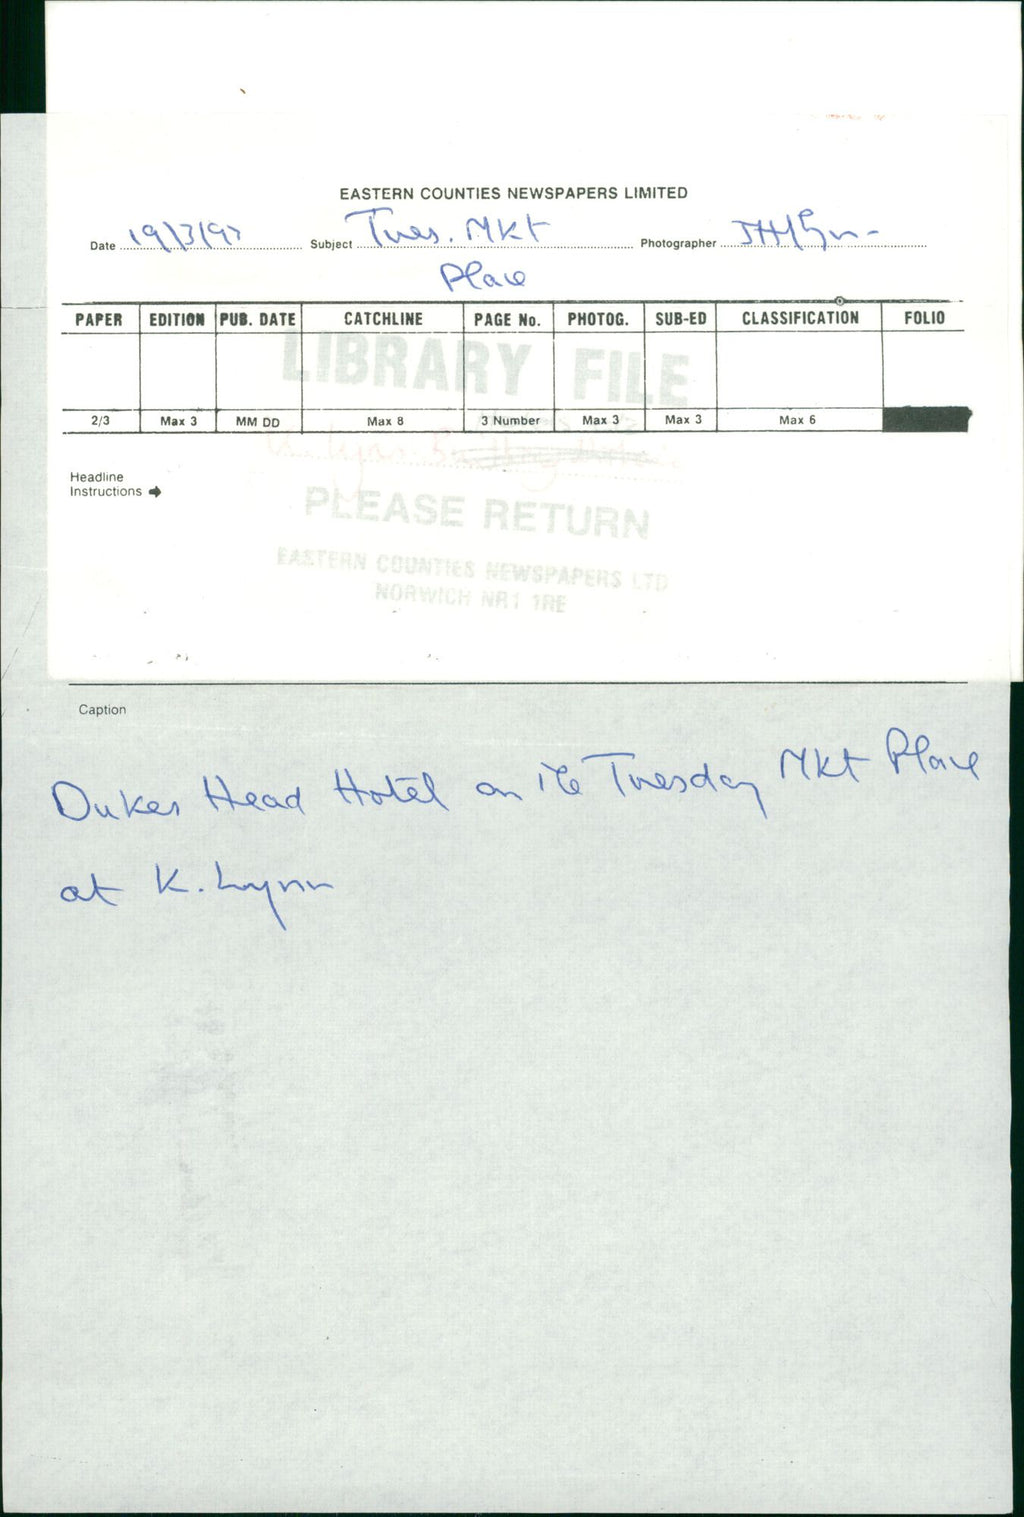 EASTERN COUNTIES NEWSPAPERS LIMITED
Date 19/3/97 Subject Tues. Mkt Photographer
Place
PAPER EDITION PUB. DATE CATCHLINE PAGE No. PHOTOG. SUB-ED CLASSIFICATION FOLIO
LIBRARY FILE
2/3 Max 3 MM DD Max 8 3 Number Max 3 Max 3 Max 6
Headline
Instructions
PLEASE RETURN
EASTERN COUNTIES NEWSPAPERS LTD
NORWICH NR1 1RE
Caption
Dukes Head Hotel on the Tuesday Mkt Place
at K. Lynn